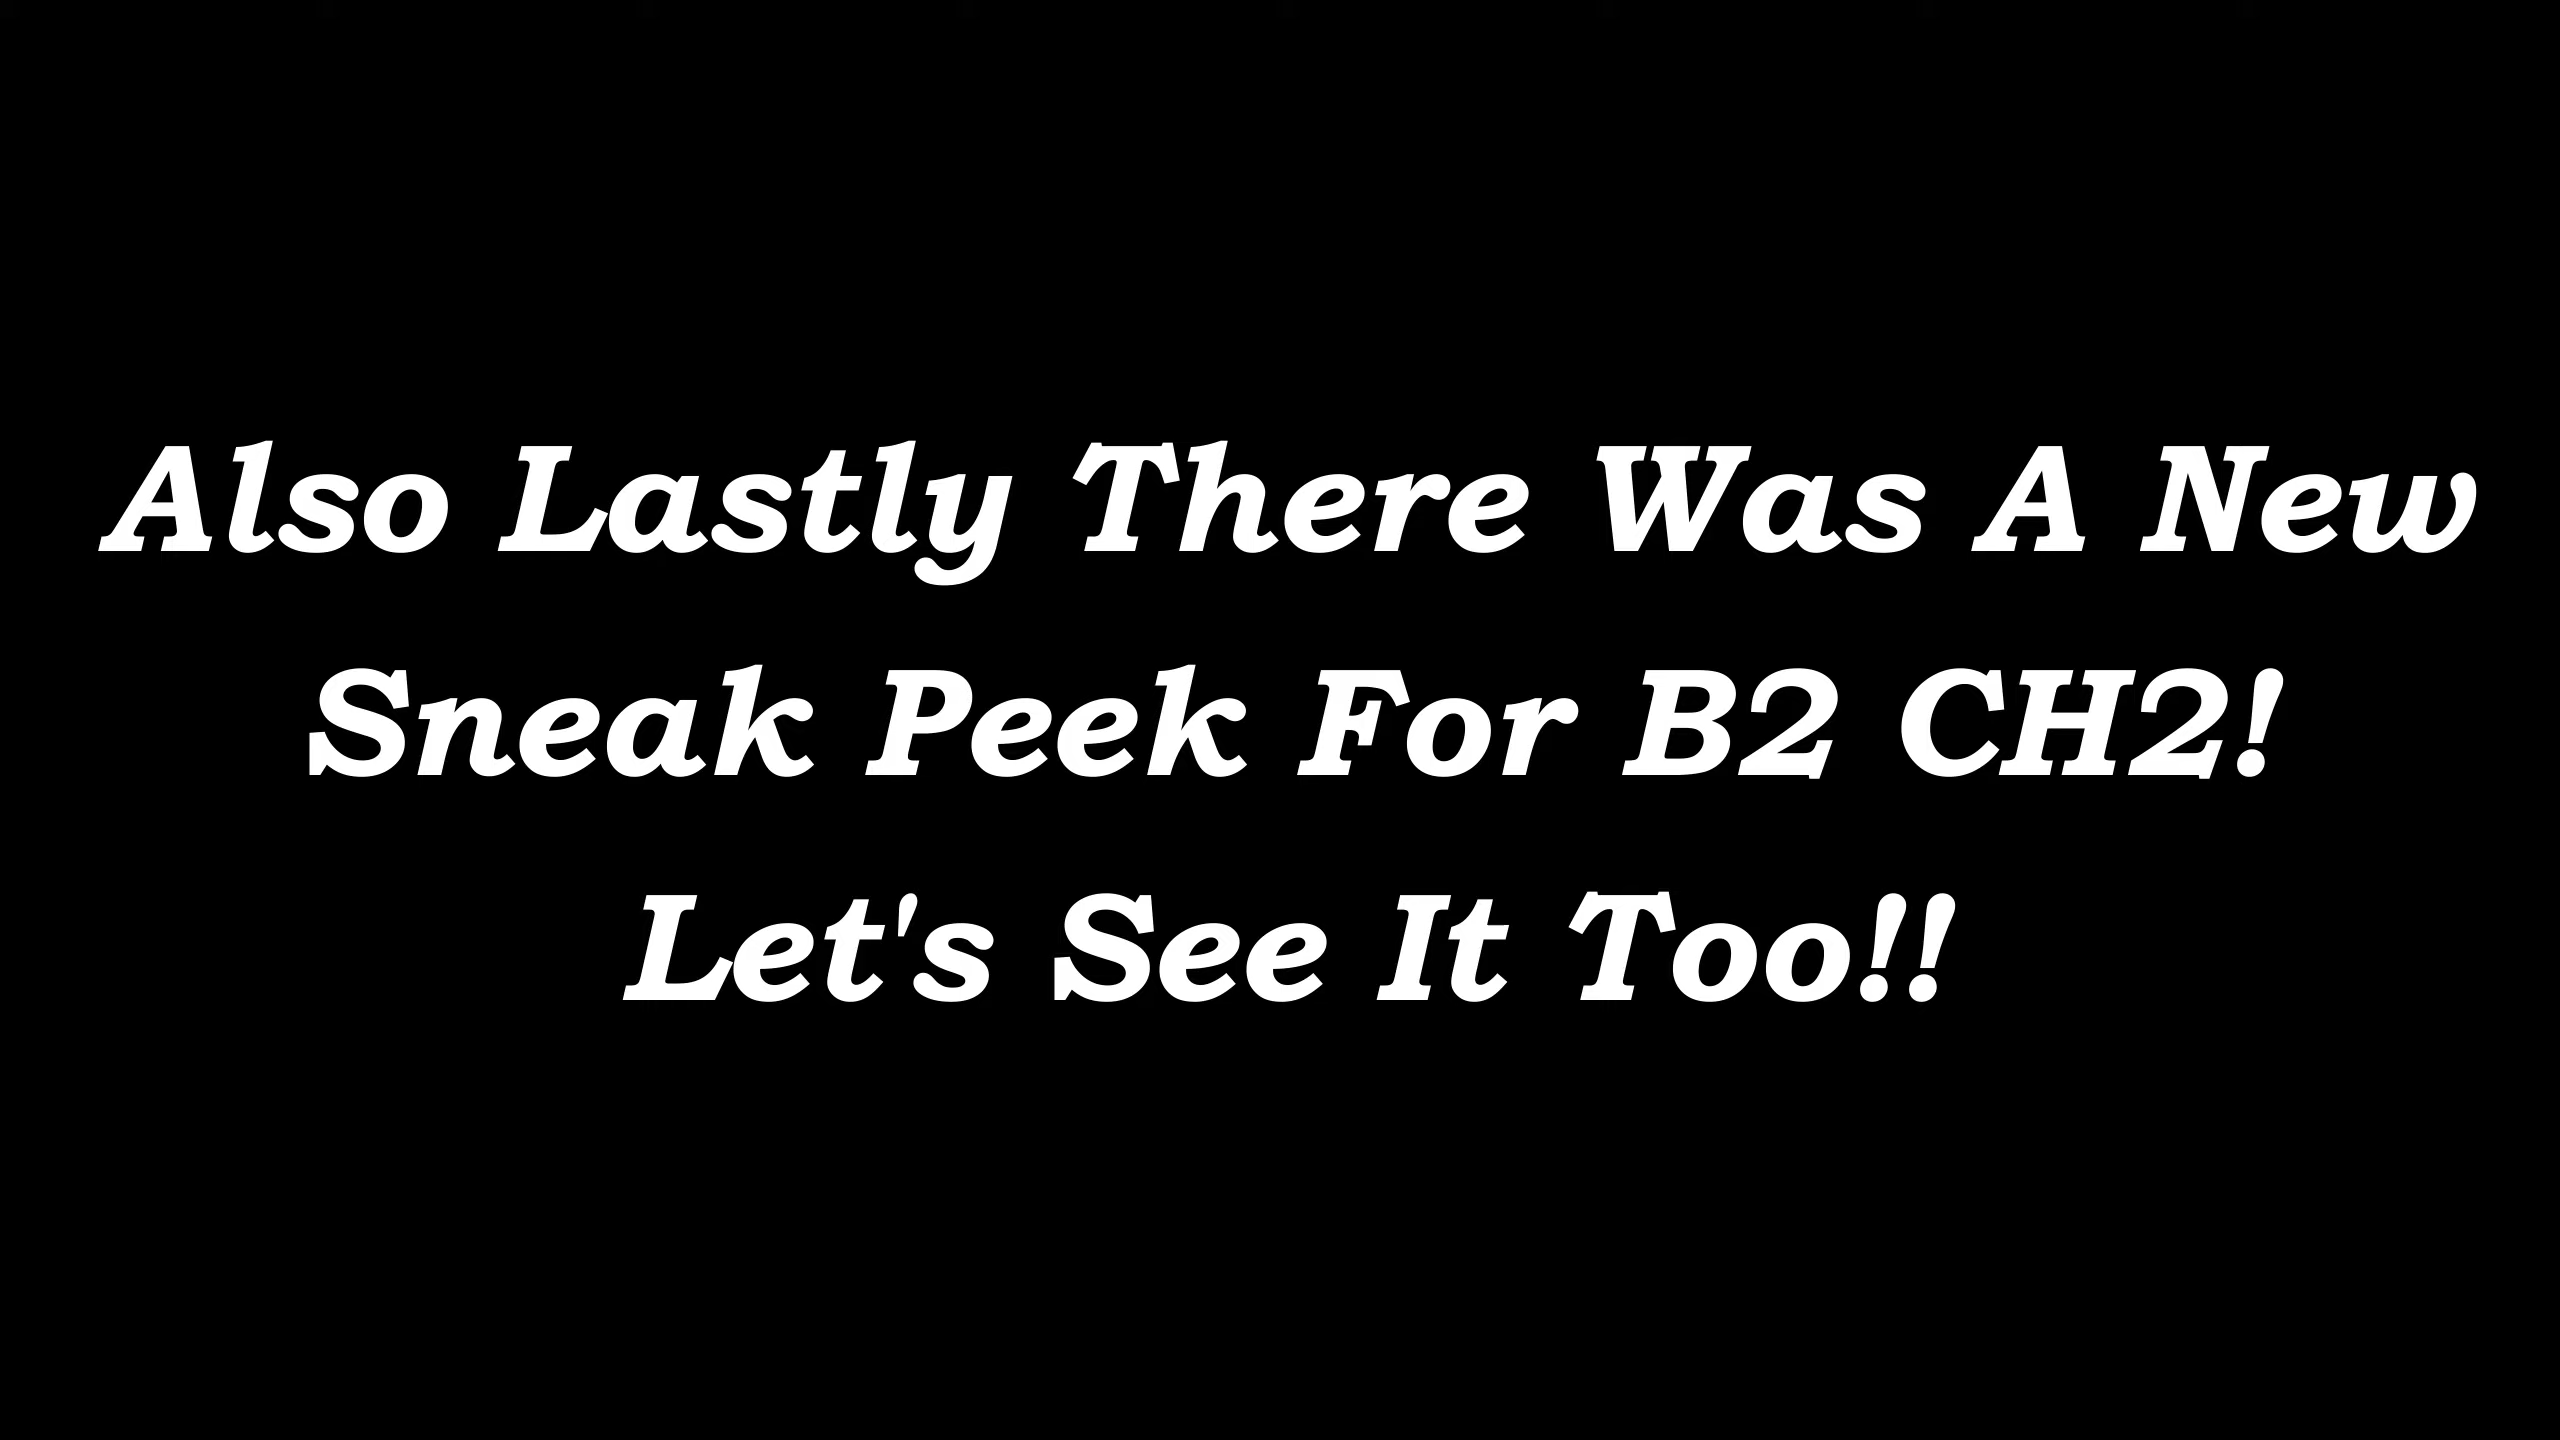 Also Lastly There Was A New
Sneak Peek For B2 CH2!
Let's See It Too!!